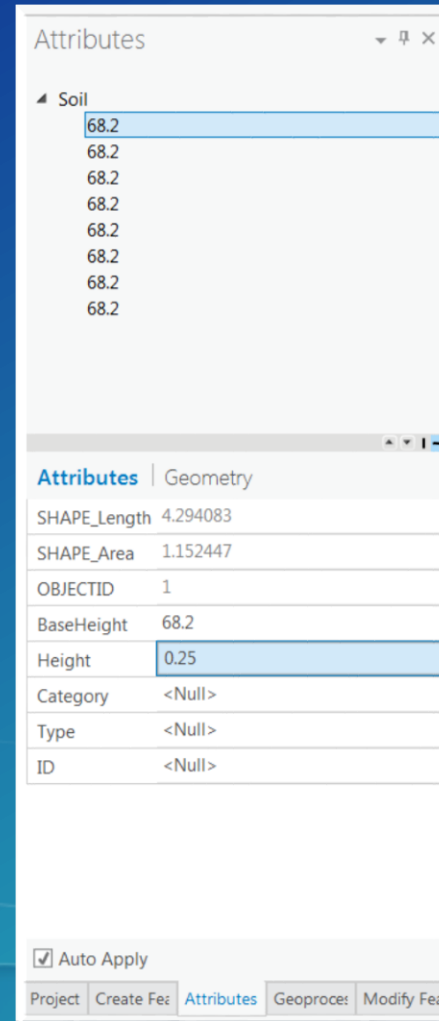 Attributes
Soil
68.2
68.2
68.2
68.2
68.2
68.2
68.2
68.2
Attributes Geometry
SHAPE_Length 4.294083
SHAPE_Area 1.152447
OBJECTID 1
BaseHeight 68.2
Height 0.25
Category <Null>
Type <Null>
ID <Null>
Auto Apply
Project Create Fea Attributes Geoproces Modify Fea